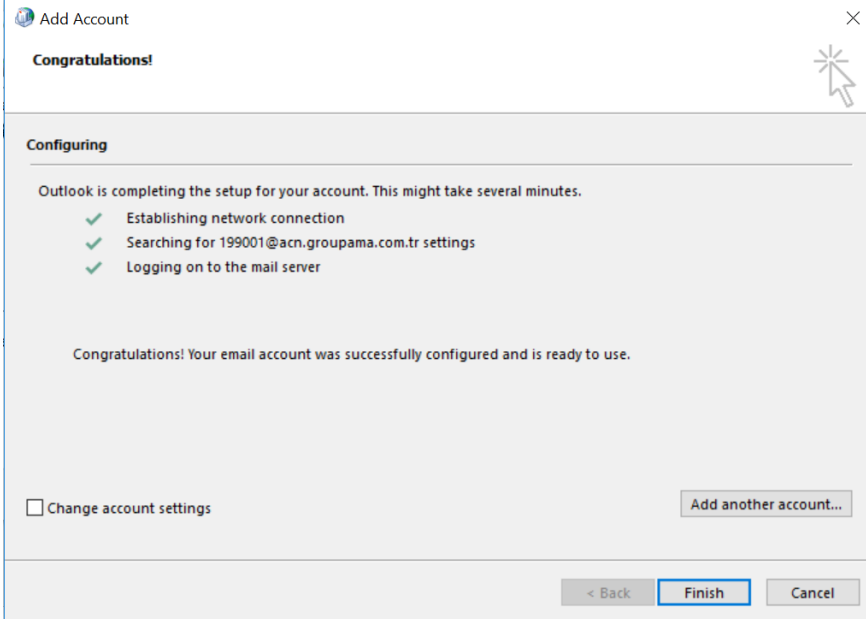 Add Account
Congratulations!
Configuring
Outlook is completing the setup for your account. This might take several minutes.
Establishing network connection
Searching for 199001@acn.groupama.com.tr settings
Logging on to the mail server
Congratulations! Your email account was successfully configured and is ready to use.
Change account settings
Add another account...
< Back
Finish
Cancel